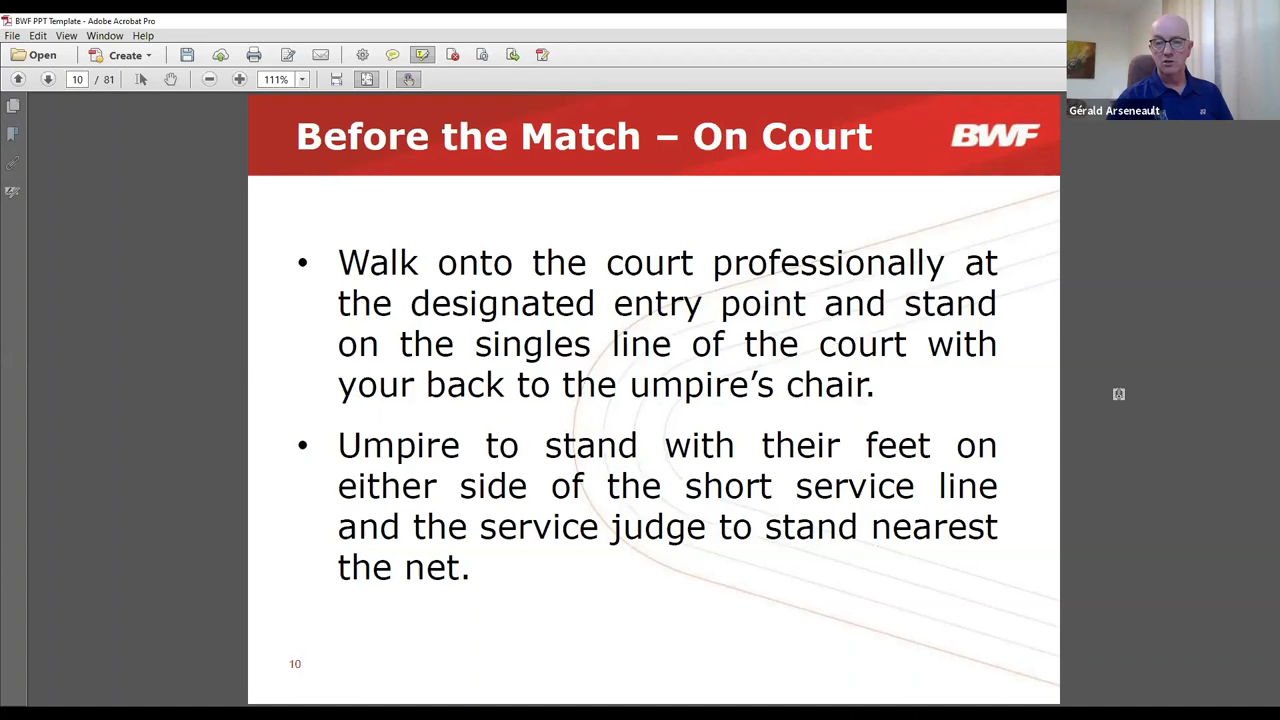 BWF PPT Template - Adobe Acrobat Pro
File Edit View Window Help
Open Create
10 / 81 111%
Gérald Arseneault
Before the Match – On Court
BWF
• Walk onto the court professionally at
the designated entry point and stand
on the singles line of the court with
your back to the umpire’s chair.
• Umpire to stand with their feet on
either side of the short service line
and the service judge to stand nearest
the net.
10